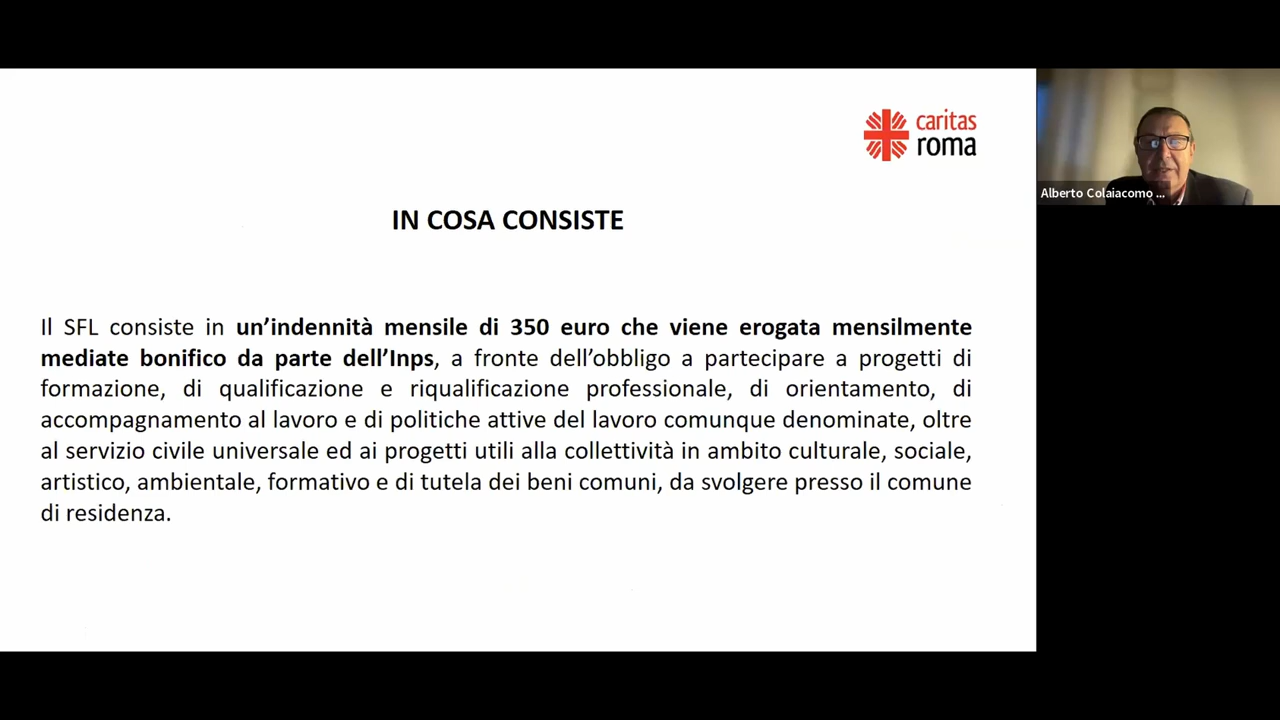 caritas
roma
Alberto Colaiacomo ...
IN COSA CONSISTE
Il SFL consiste in un’indennità mensile di 350 euro che viene erogata mensilmente
mediate bonifico da parte dell’Inps, a fronte dell’obbligo a partecipare a progetti di
formazione, di qualificazione e riqualificazione professionale, di orientamento, di
accompagnamento al lavoro e di politiche attive del lavoro comunque denominate, oltre
al servizio civile universale ed ai progetti utili alla collettività in ambito culturale, sociale,
artistico, ambientale, formativo e di tutela dei beni comuni, da svolgere presso il comune
di residenza.